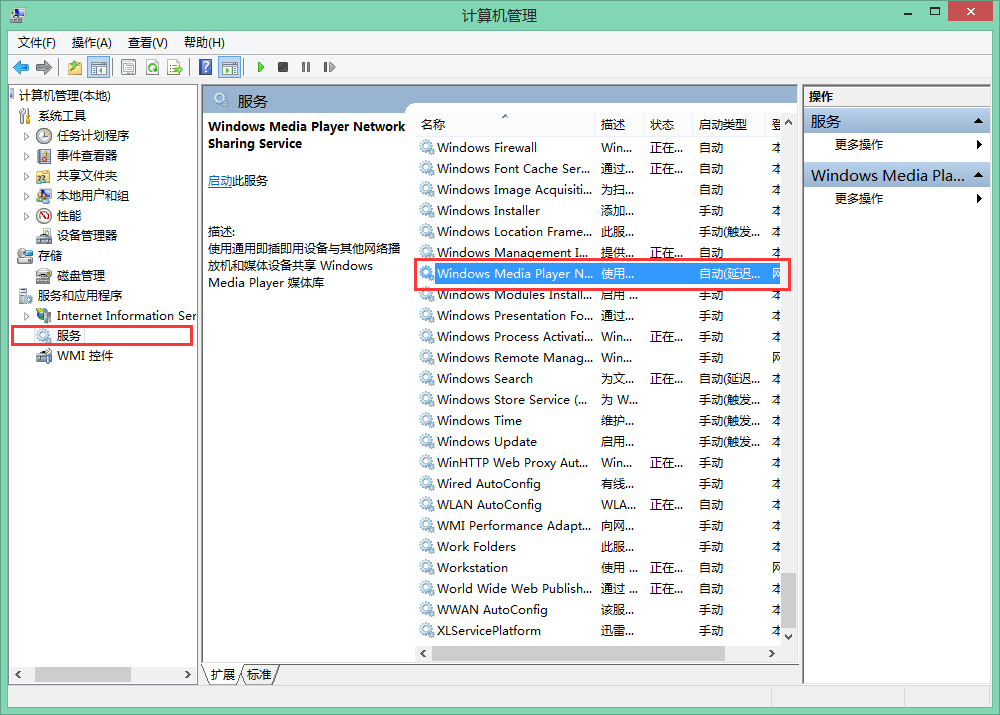 计算机管理
文件(F) 操作(A) 查看(V) 帮助(H)
计算机管理(本地)
系统工具
任务计划程序
事件查看器
共享文件夹
本地用户和组
性能
设备管理器
存储
磁盘管理
服务和应用程序
Internet Information Ser
服务
WMI 控件
服务
Windows Media Player Network
Sharing Service
启动此服务
描述:
使用通用即插即用设备与其他网络播
放机和媒体设备共享 Windows
Media Player 媒体库
名称 描述 状态 启动类型 登
Windows Firewall Win... 正在... 自动 本
Windows Font Cache Ser... 通过... 正在... 自动 本
Windows Image Acquisiti... 为扫... 自动 本
Windows Installer 添加... 手动 本
Windows Location Frame... 此服... 手动(触发... 本
Windows Management I... 提供... 正在... 自动 本
Windows Media Player N... 使用... 自动(延迟... 网
Windows Modules Install... 启用 ... 手动 本
Windows Presentation Fo... 通过... 手动 本
Windows Process Activati... Win... 正在... 手动 本
Windows Remote Manag... Win... 手动 网
Windows Search 为文... 正在... 自动(延迟... 本
Windows Store Service (... 为 W... 手动(触发... 本
Windows Time 维护... 手动(触发... 本
Windows Update 启用... 手动(触发... 本
WinHTTP Web Proxy Aut... Win... 正在... 手动 本
Wired AutoConfig 有线... 手动 本
WLAN AutoConfig WLA... 正在... 自动 本
WMI Performance Adapt... 向网... 手动 本
Work Folders 此服... 手动 本
Workstation 使用 ... 正在... 自动 网
World Wide Web Publish... 通过 ... 正在... 自动 本
WWAN AutoConfig 该服... 手动 本
XLServicePlatform 迅雷... 手动 本
扩展 标准
操作
服务
更多操作
Windows Media Pla...
更多操作